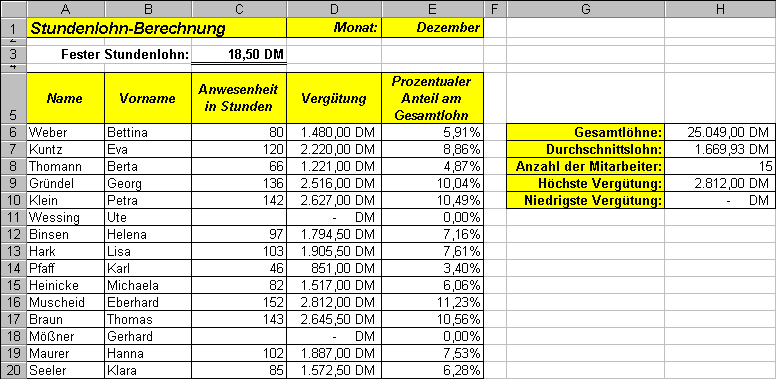 A B C D E F G H
1 Stundenlohn-Berechnung Monat: Dezember
2
3 Fester Stundenlohn: 18,50 DM
4
5 Name Vorname Anwesenheit in Stunden Vergütung Prozentualer Anteil am Gesamtlohn
6 Weber Bettina 80 1.480,00 DM 5,91% Gesamtlöhne: 25.049,00 DM
7 Kuntz Eva 120 2.220,00 DM 8,86% Durchschnittslohn: 1.669,93 DM
8 Thomann Berta 66 1.221,00 DM 4,87% Anzahl der Mitarbeiter: 15
9 Gründel Georg 136 2.516,00 DM 10,04% Höchste Vergütung: 2.812,00 DM
10 Klein Petra 142 2.627,00 DM 10,49% Niedrigste Vergütung: - DM
11 Wessing Ute - DM 0,00%
12 Binsen Helena 97 1.794,50 DM 7,16%
13 Hark Lisa 103 1.905,50 DM 7,61%
14 Pfaff Karl 46 851,00 DM 3,40%
15 Heinicke Michaela 82 1.517,00 DM 6,06%
16 Muscheid Eberhard 152 2.812,00 DM 11,23%
17 Braun Thomas 143 2.645,50 DM 10,56%
18 Mößner Gerhard - DM 0,00%
19 Maurer Hanna 102 1.887,00 DM 7,53%
20 Seeler Klara 85 1.572,50 DM 6,28%